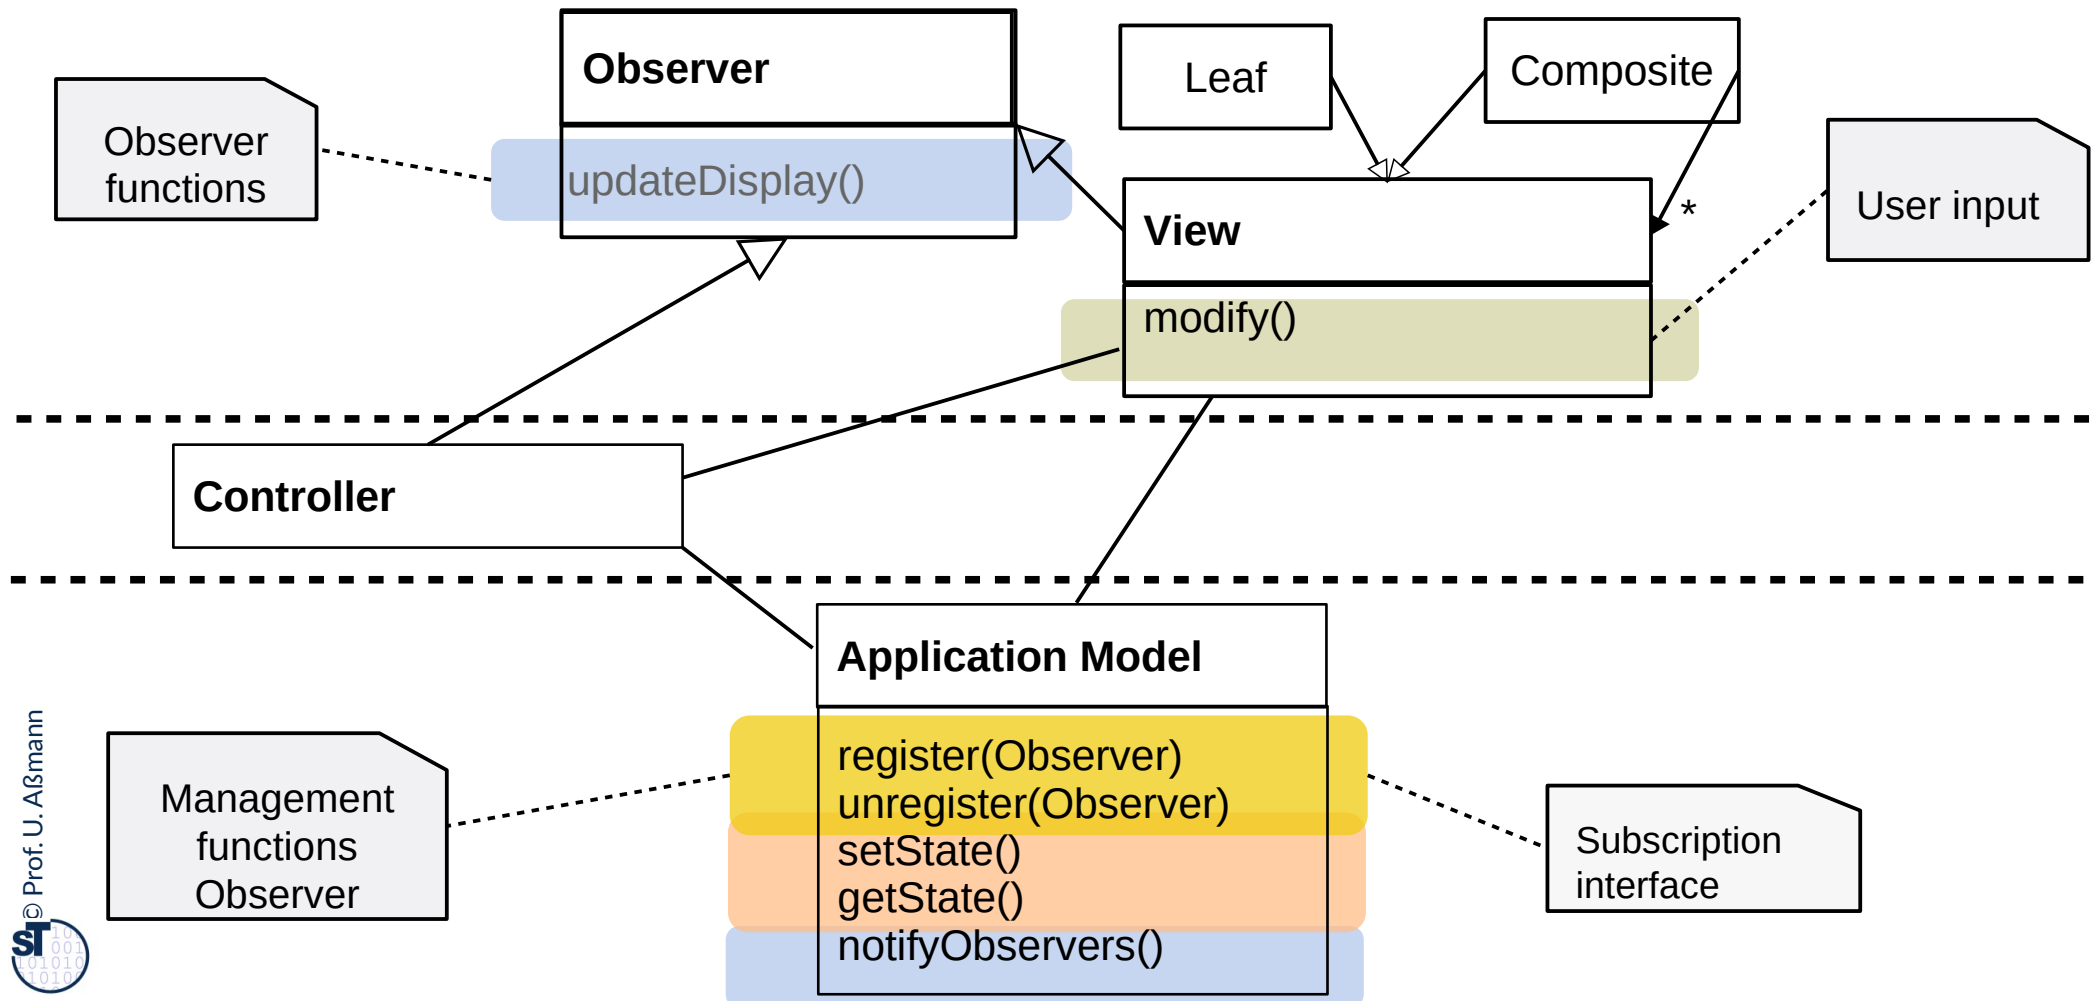 Observer
Leaf
Composite
Observer
functions
updateDisplay()
View
*
User input
modify()
Controller
Application Model
register(Observer)
unregister(Observer)
setState()
getState()
notifyObservers()
Management
functions
Observer
Subscription
interface
© Prof. U. Aßmann
ST